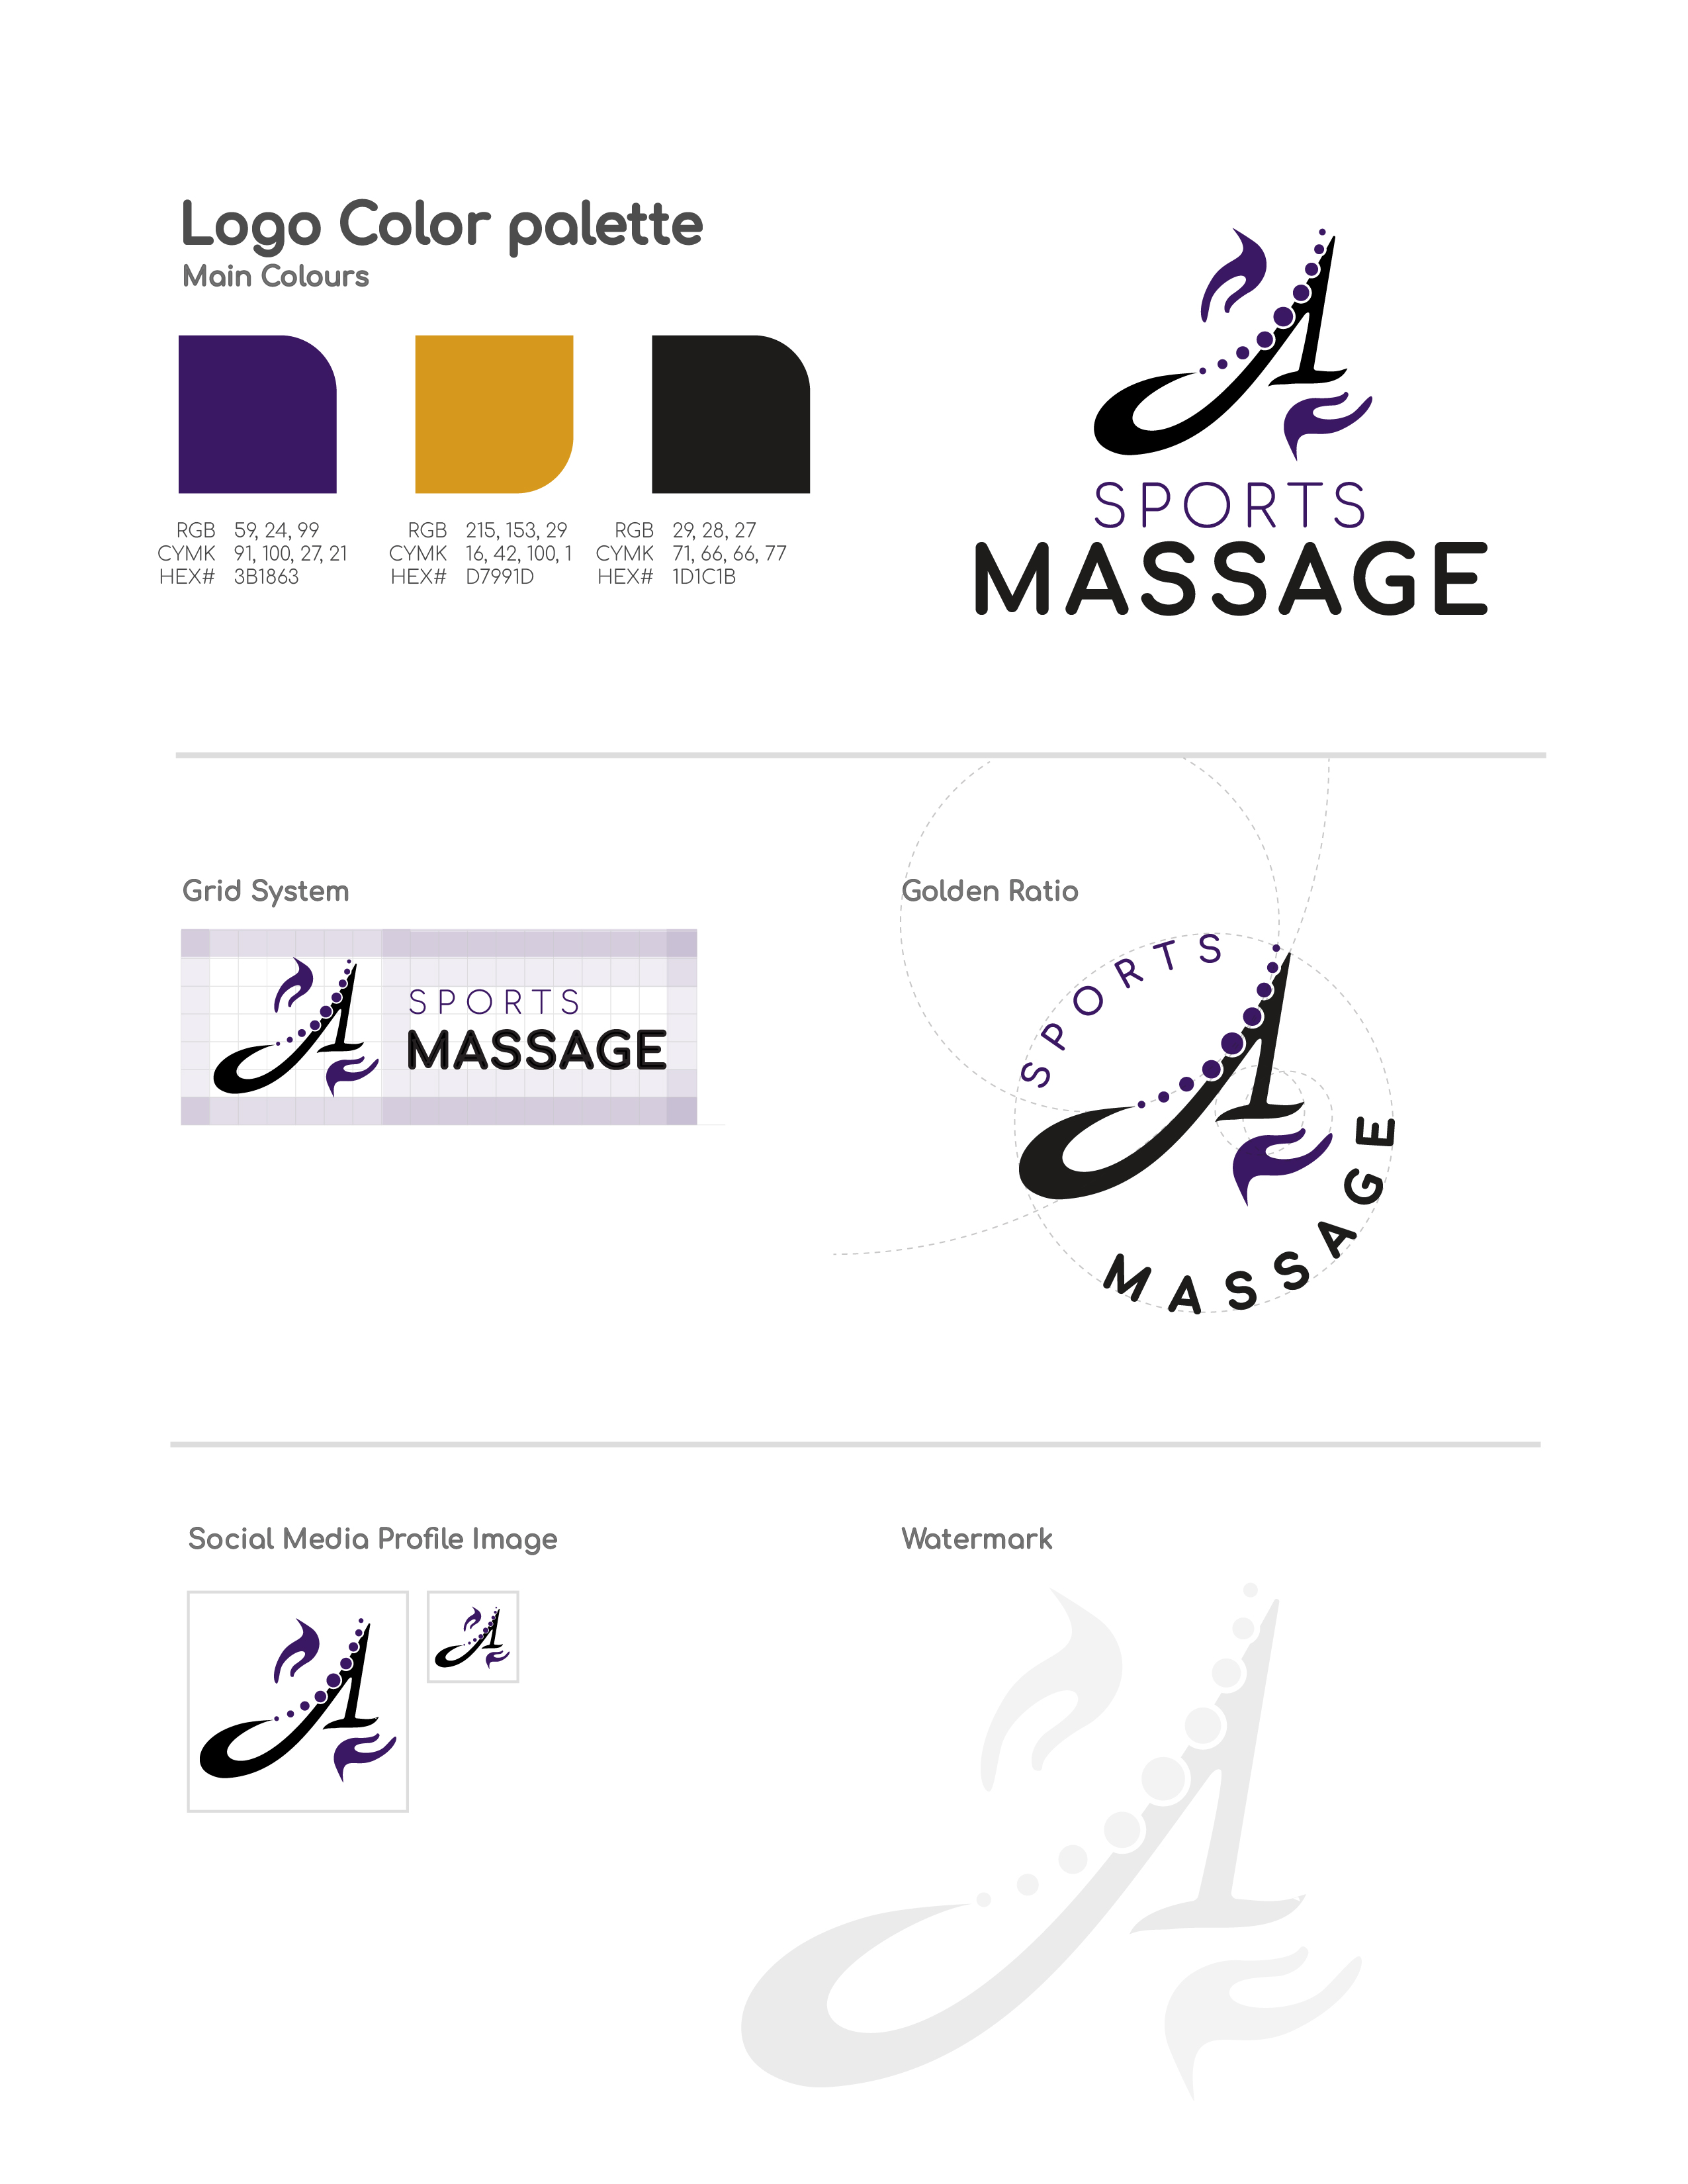 Logo Color palette
Main Colours
RGB 59, 24, 99
CYMK 91, 100, 27, 21
HEX# 3B1863
RGB 215, 153, 29
CYMK 16, 42, 100, 1
HEX# D7991D
RGB 29, 28, 27
CYMK 71, 66, 66, 77
HEX# 1D1C1B
SPORTS
MASSAGE
Grid System
SPORTS
MASSAGE
Golden Ratio
SPORTS
MASSAGE
Social Media Profile Image
Watermark